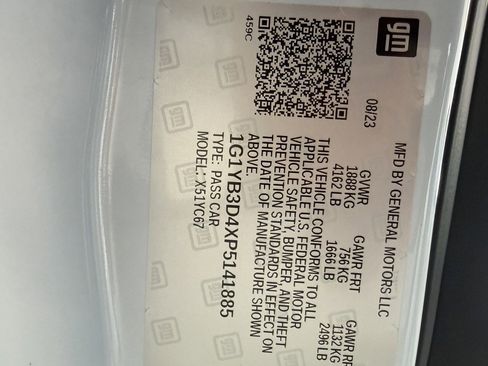 gm
MFD BY GENERAL MOTORS LLC
08/23
GVWR GAWR FRT GAWR RR
1888 KG 756 KG 1132 KG
4162 LB 1666 LB 2496 LB
THIS VEHICLE CONFORMS TO ALL
APPLICABLE U.S. FEDERAL MOTOR
VEHICLE SAFETY, BUMPER, AND THEFT
PREVENTION STANDARDS IN EFFECT ON
THE DATE OF MANUFACTURE SHOWN
ABOVE.
459C
1G1YB3D4XP5141885
TYPE: PASS CAR
MODEL: X51YC67